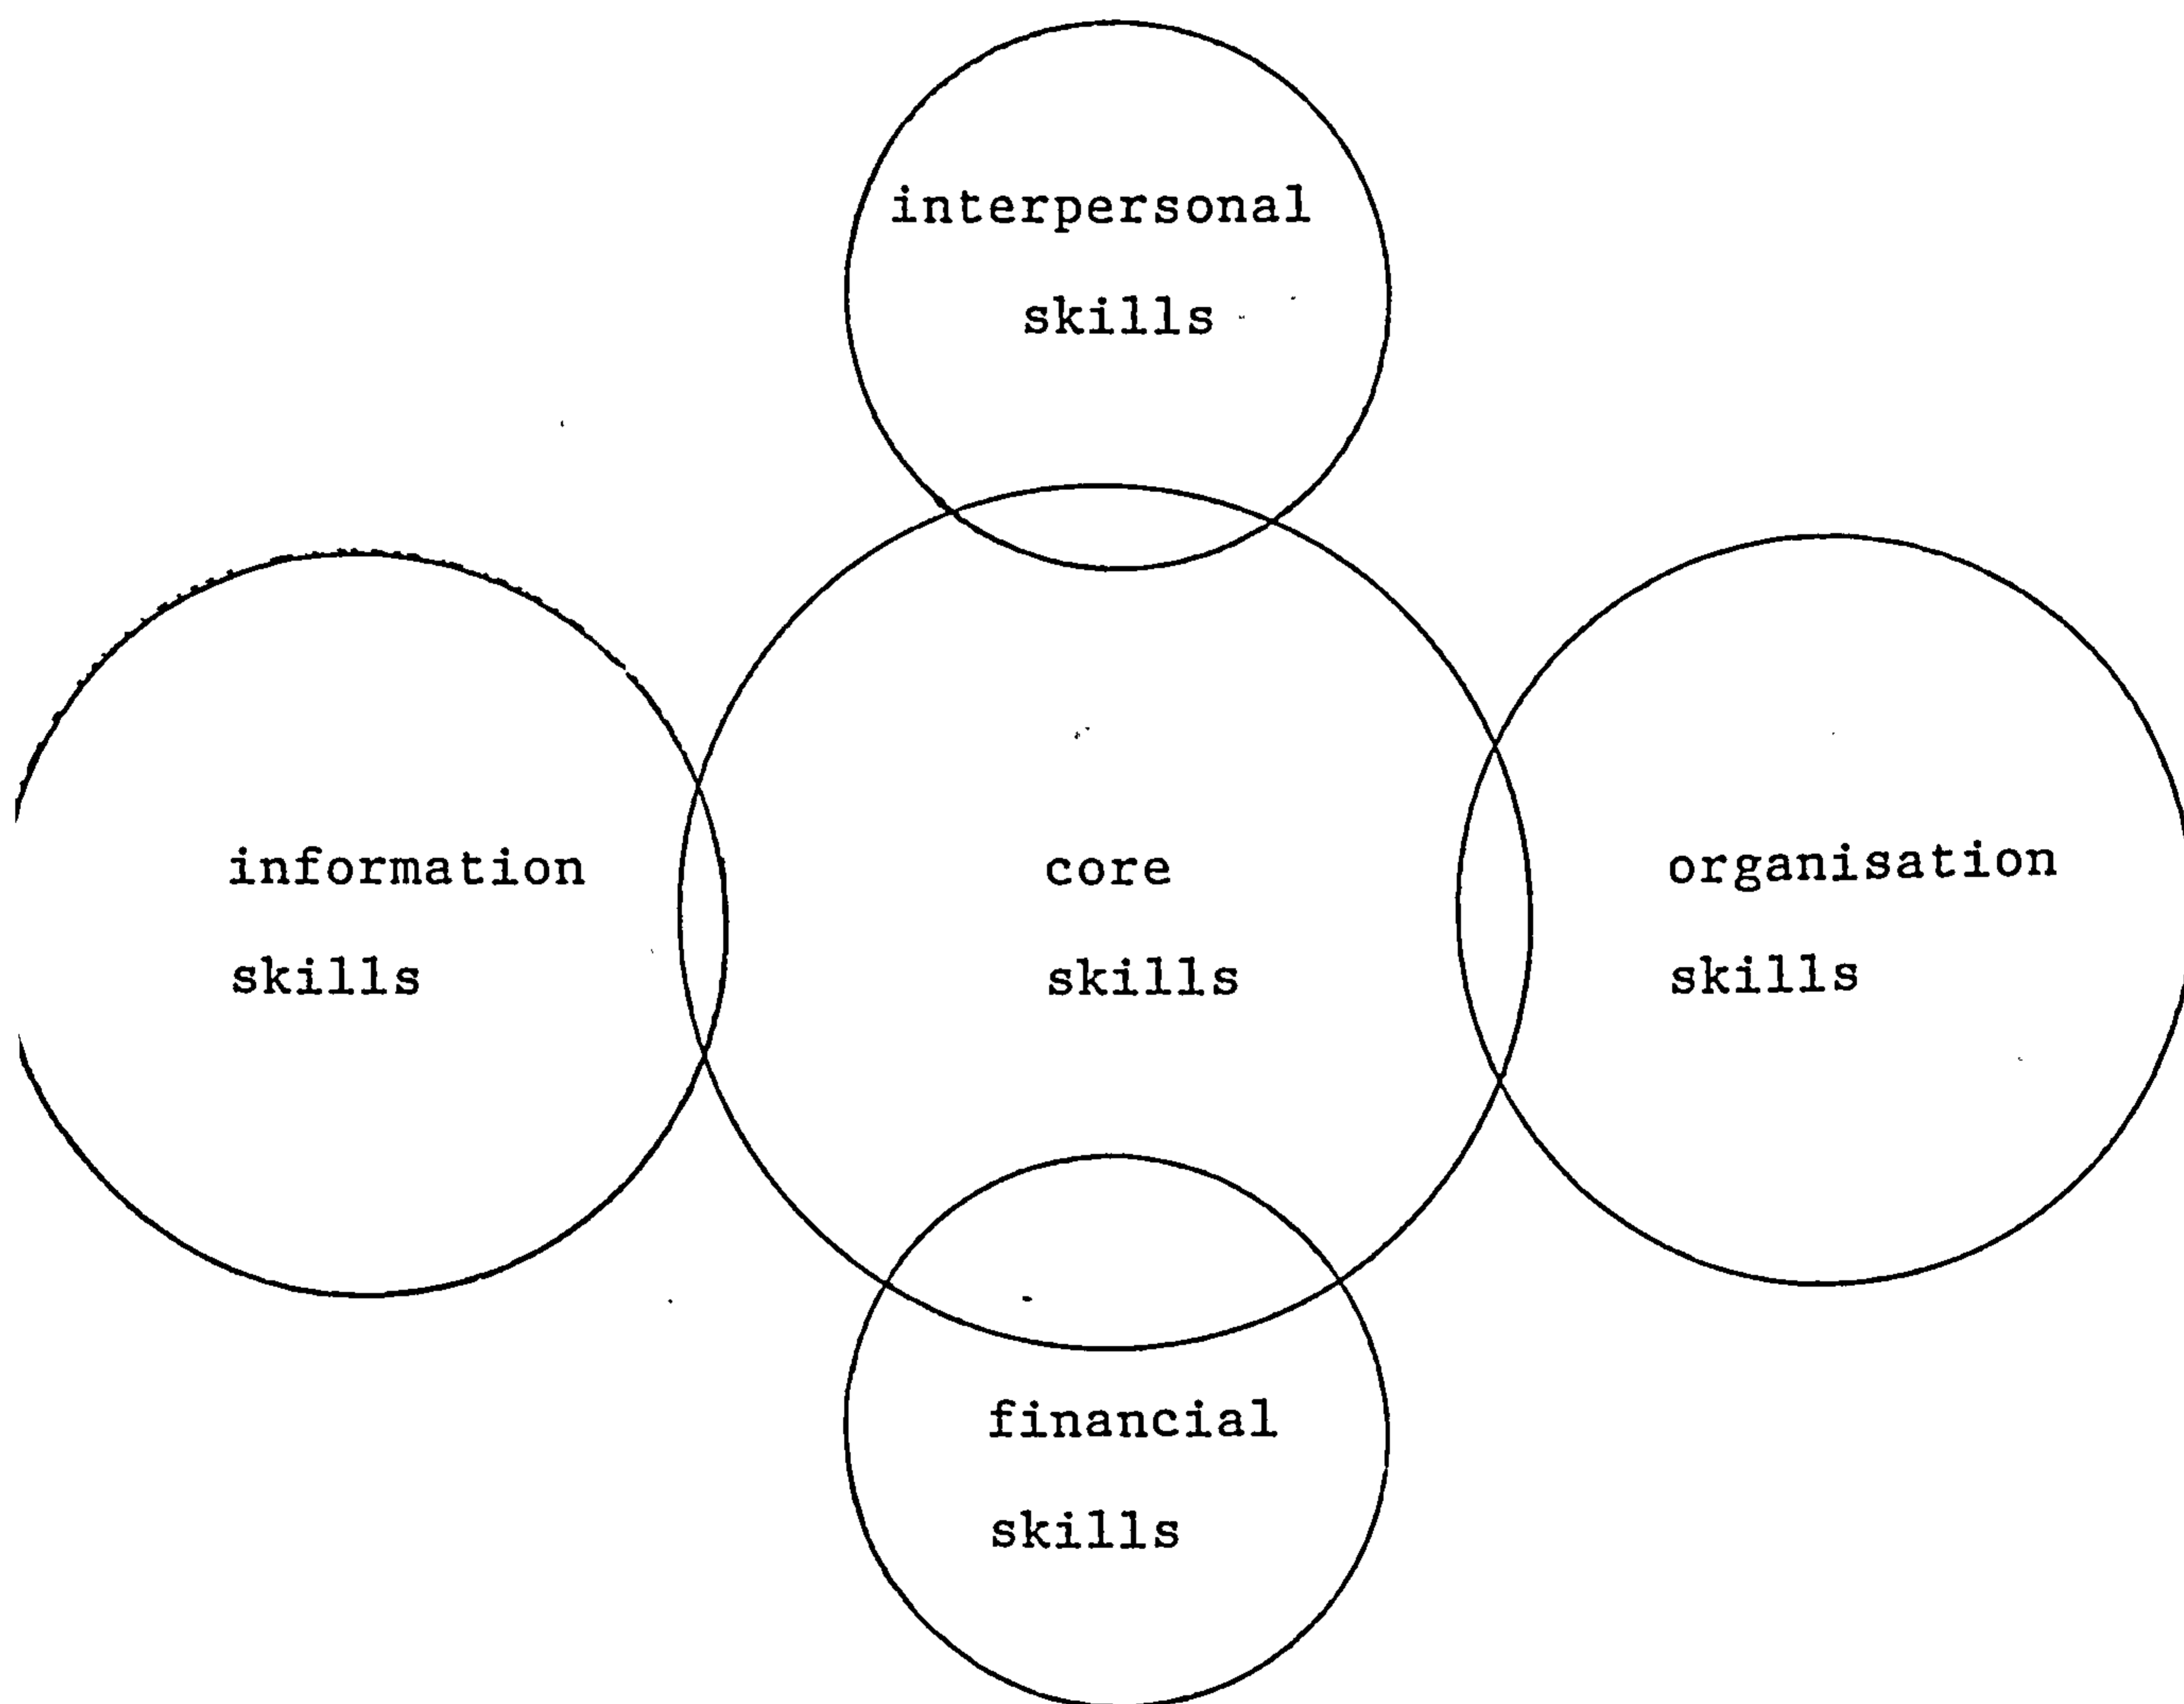 interpersonal
skills
information
skills
core
skills
organisation
skills
financial
skills